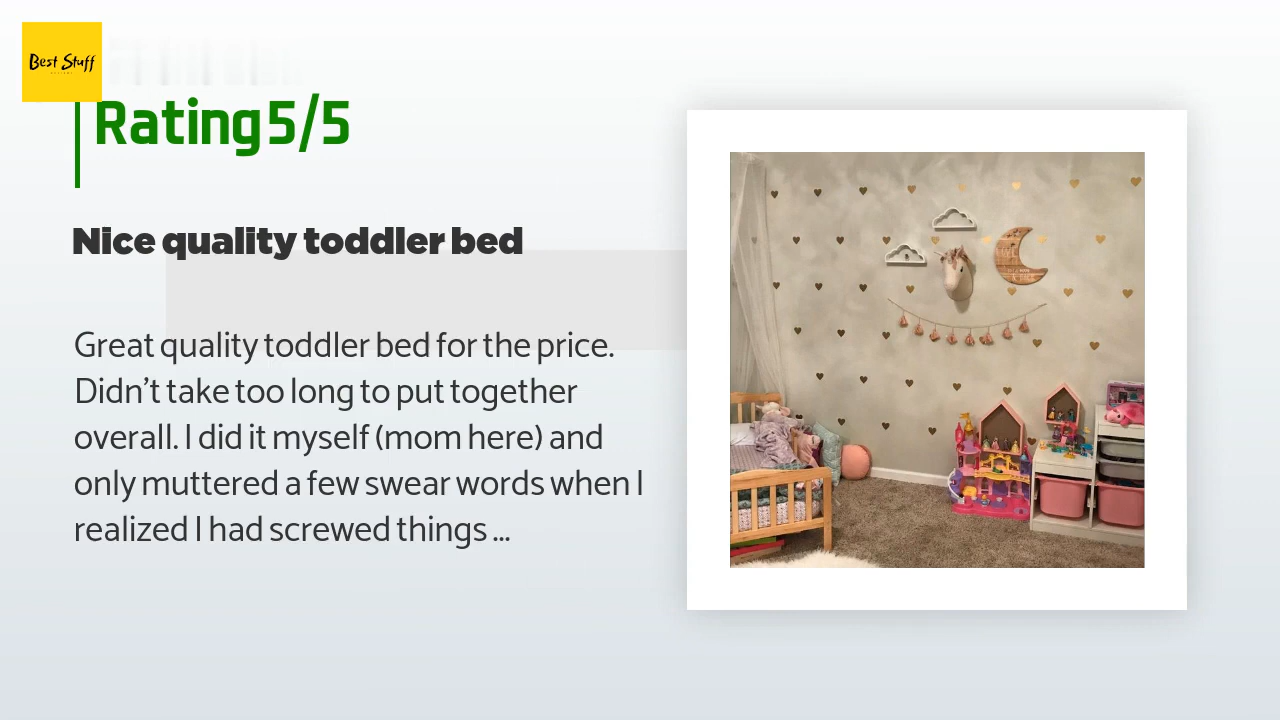 Best Stuff
Rating 5/5
Nice quality toddler bed
Great quality toddler bed for the price.
Didn't take too long to put together
overall. I did it myself (mom here) and
only muttered a few swear words when I
realized I had screwed things ...